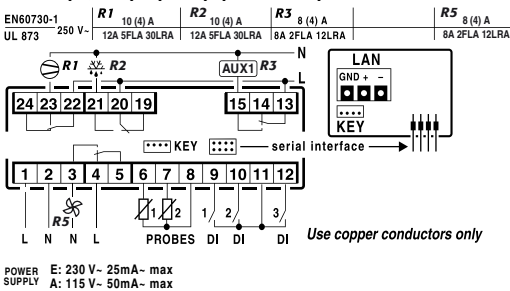 EN60730-1
UL 873
250 V~
R1 10 (4) A
12A 5FLA 30LRA
R2 10 (4) A
12A 5FLA 30LRA
R3 8 (4) A
8A 2FLA 12LRA
R5 8 (4) A
8A 2FLA 12LRA
N
R1 R2 AUX1 R3
L
24 23 22 21 20 19 15 14 13
LAN
GND + −
KEY
KEY serial interface
1 2 3 4 5 6 7 8 9 10 11 12
R5
1 2 1 2 3
L N N L PROBES DI DI DI
Use copper conductors only
POWER SUPPLY
E: 230 V~ 25mA~ max
A: 115 V~ 50mA~ max